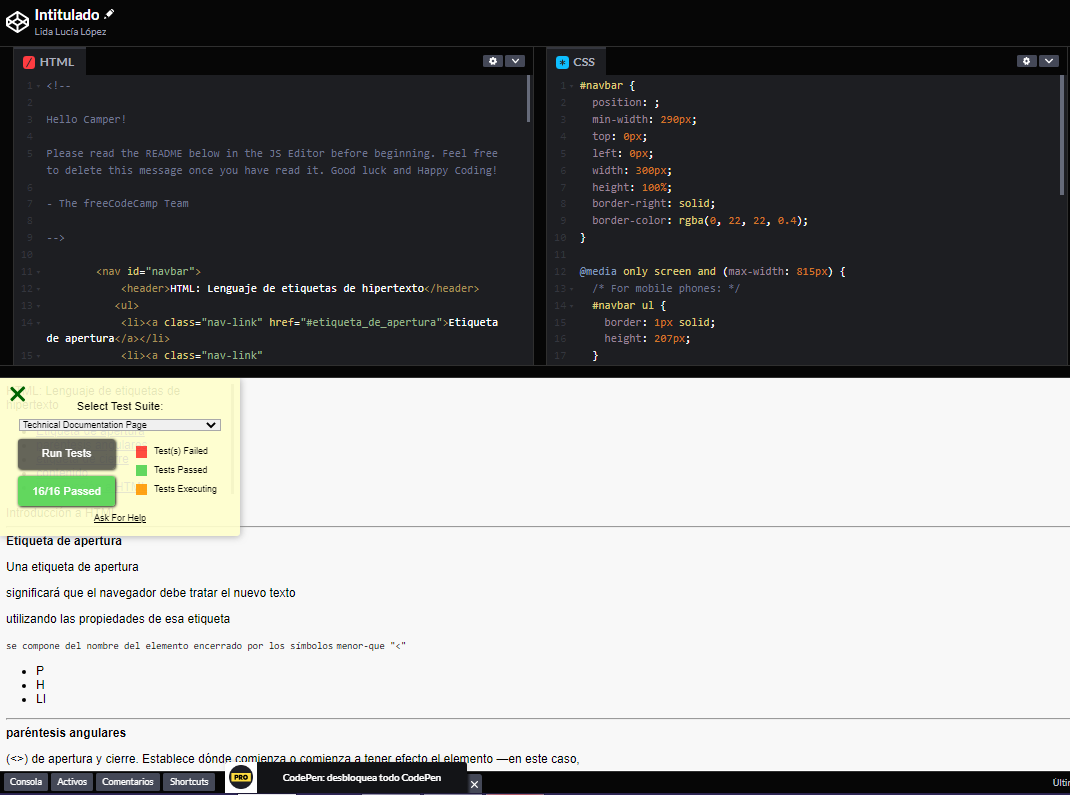 Intitulado
Lida Lucía López
HTML
1 <!--
2
3 Hello Camper!
4
5 Please read the README below in the JS Editor before beginning. Feel free
to delete this message once you have read it. Good luck and Happy Coding!
6
7 - The freeCodeCamp Team
8
9 -->
10
11 <nav id="navbar">
12 <header>HTML: Lenguaje de etiquetas de hipertexto</header>
13 <ul>
14 <li><a class="nav-link" href="#etiqueta_de_apertura">Etiqueta
de apertura</a></li>
15 <li><a class="nav-link"
CSS
1 #navbar {
2 position: ;
3 min-width: 290px;
4 top: 0px;
5 left: 0px;
6 width: 300px;
7 height: 100%;
8 border-right: solid;
9 border-color: rgba(0, 22, 22, 0.4);
10 }
11
12 @media only screen and (max-width: 815px) {
13 /* For mobile phones: */
14 #navbar ul {
15 border: 1px solid;
16 height: 207px;
17 }
HTML: Lenguaje de etiquetas de
hipertexto
Select Test Suite:
Technical Documentation Page
Run Tests
Test(s) Failed
Tests Passed
16/16 Passed
Tests Executing
Ask For Help
Etiqueta de apertura
Una etiqueta de apertura
significará que el navegador debe tratar el nuevo texto
utilizando las propiedades de esa etiqueta
se compone del nombre del elemento encerrado por los símbolos menor-que "<"
P
H
LI
paréntesis angulares
(<>) de apertura y cierre. Establece dónde comienza o comienza a tener efecto el elemento —en este caso,
Consola
Activos
Comentarios
Shortcuts
PRO
CodePen: desbloquea todo CodePen
Últi